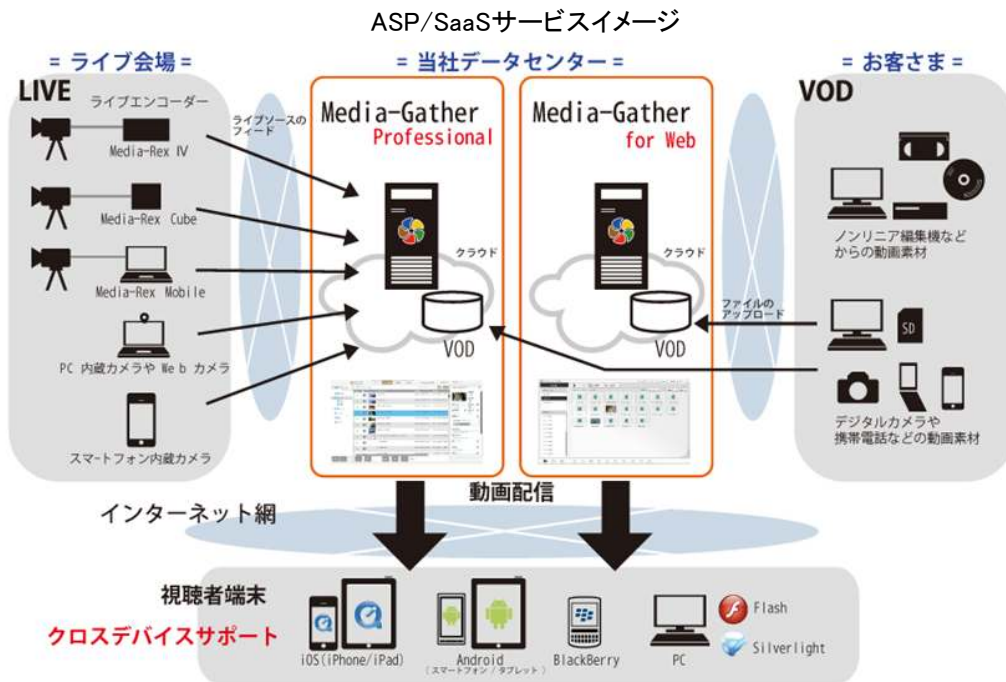 ASP/SaaSサービスイメージ
= ライブ会場 =
LIVE
ライブエンコーダー
Media-Rex Ⅳ
Media-Rex Cube
Media-Rex Mobile
PC 内蔵カメラや Web カメラ
スマートフォン内蔵カメラ
ライブソースの
フィード
= 当社データセンター =
Media-Gather
Professional
クラウド
VOD
Media-Gather
for Web
クラウド
VOD
= お客さま =
VOD
ノンリニア編集機など
からの動画素材
ファイルの
アップロード
SD
デジタルカメラや
携帯電話などの動画素材
動画配信
インターネット網
視聴者端末
クロスデバイスサポート
iOS(iPhone/iPad)
Android
(スマートフォン / タブレット)
BlackBerry
PC
Flash
Silverlight